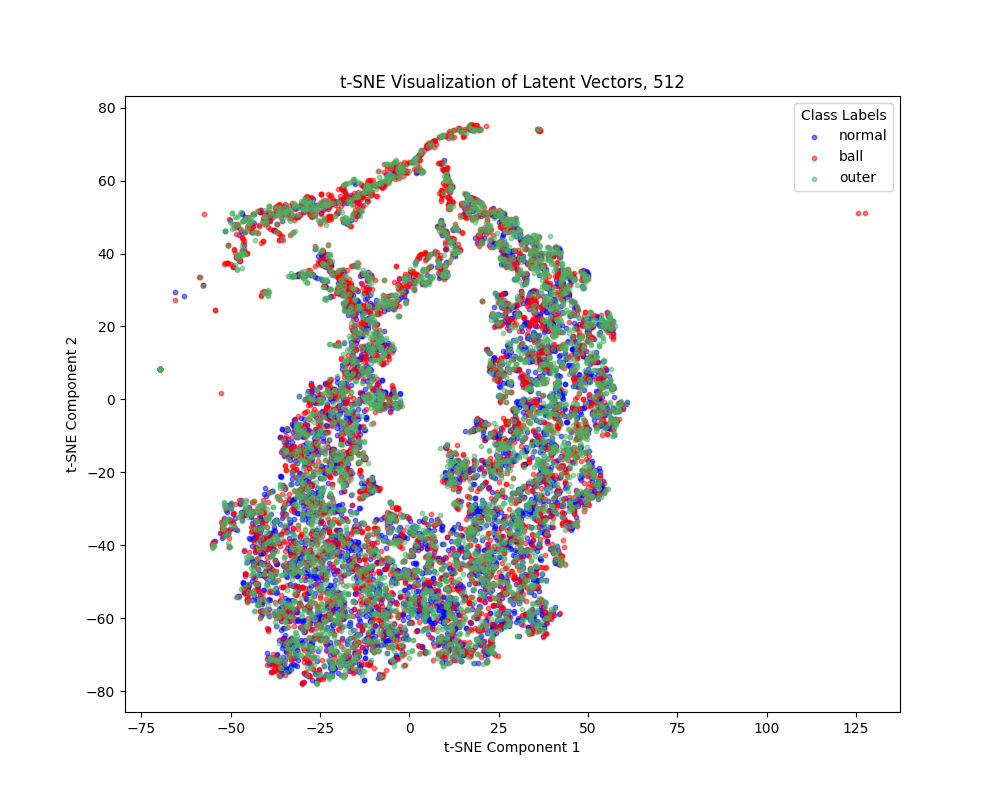 t-SNE Visualization of Latent Vectors, 512
Class Labels
normal
ball
outer
80
60
40
20
0
−20
−40
−60
−80
t-SNE Component 2
−75
−50
−25
0
25
50
75
100
125
t-SNE Component 1